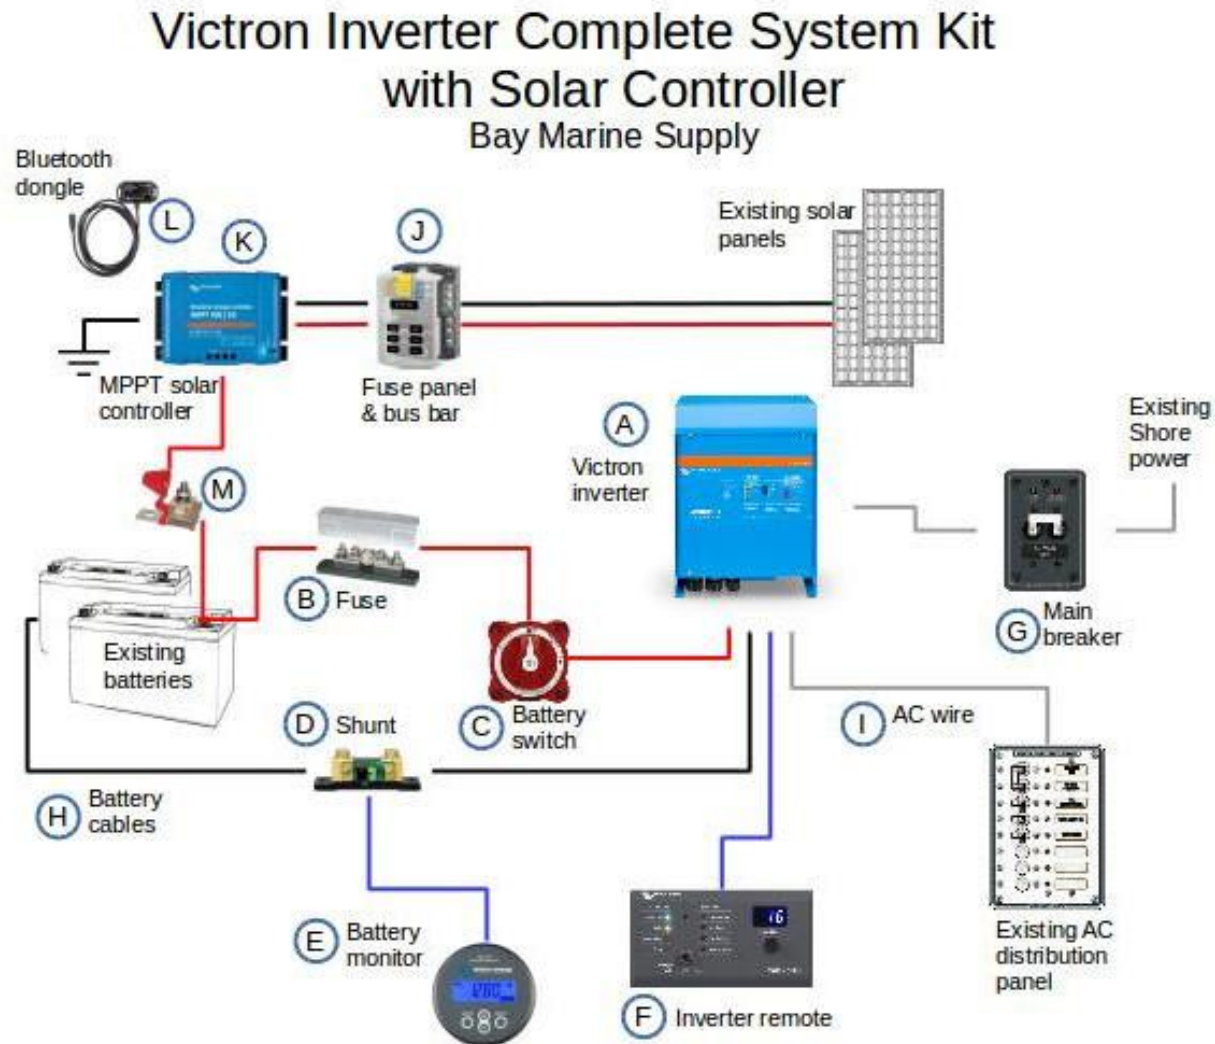 Victron Inverter Complete System Kit
with Solar Controller
Bay Marine Supply
Bluetooth
dongle
L
K
J
Existing solar
panels
MPPT solar
controller
Fuse panel
& bus bar
A
Victron
inverter
Existing
Shore
power
M
B
Fuse
G
Main
breaker
Existing
batteries
D
Shunt
C
Battery
switch
I
AC wire
H
Battery
cables
E
Battery
monitor
16
F
Inverter remote
Existing AC
distribution
panel